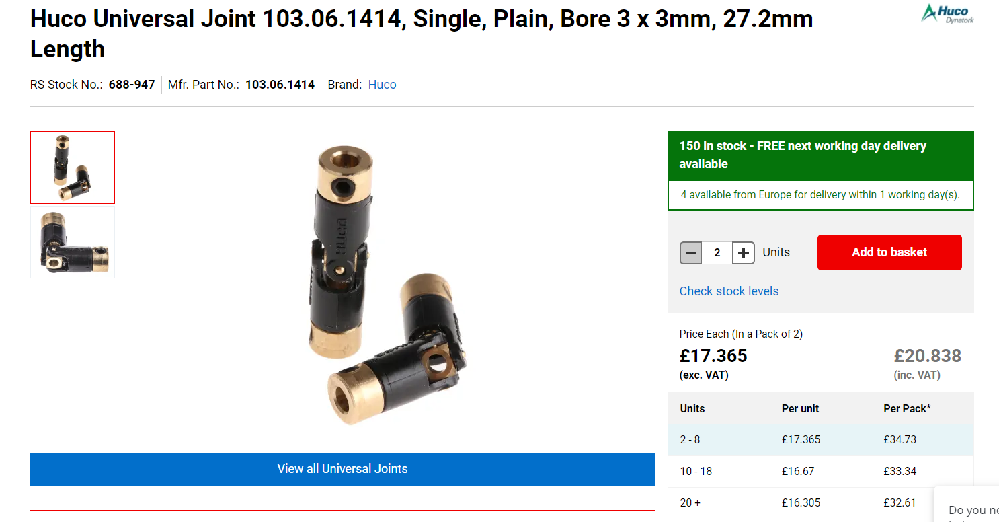 Huco Universal Joint 103.06.1414, Single, Plain, Bore 3 x 3mm, 27.2mm
Length
Huco
Dynatork
RS Stock No.: 688-947 Mfr. Part No.: 103.06.1414 Brand: Huco
HUCO
150 In stock - FREE next working day delivery
available
4 available from Europe for delivery within 1 working day(s).
2 Units
Add to basket
Check stock levels
Price Each (In a Pack of 2)
£17.365 £20.838
(exc. VAT) (inc. VAT)
Units Per unit Per Pack*
2 - 8 £17.365 £34.73
10 - 18 £16.67 £33.34
20 + £16.305 £32.61
View all Universal Joints
Do you